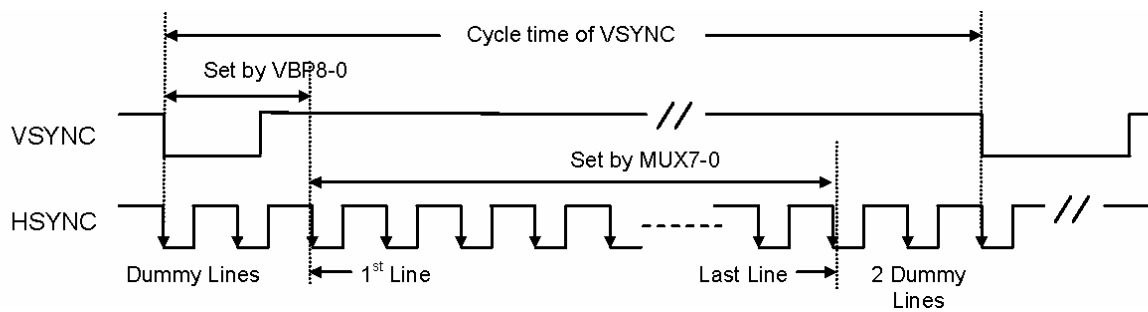 Cycle time of VSYNC
Set by VBP8-0
VSYNC
Set by MUX7-0
HSYNC
Dummy Lines
1st Line
Last Line
2 Dummy
Lines